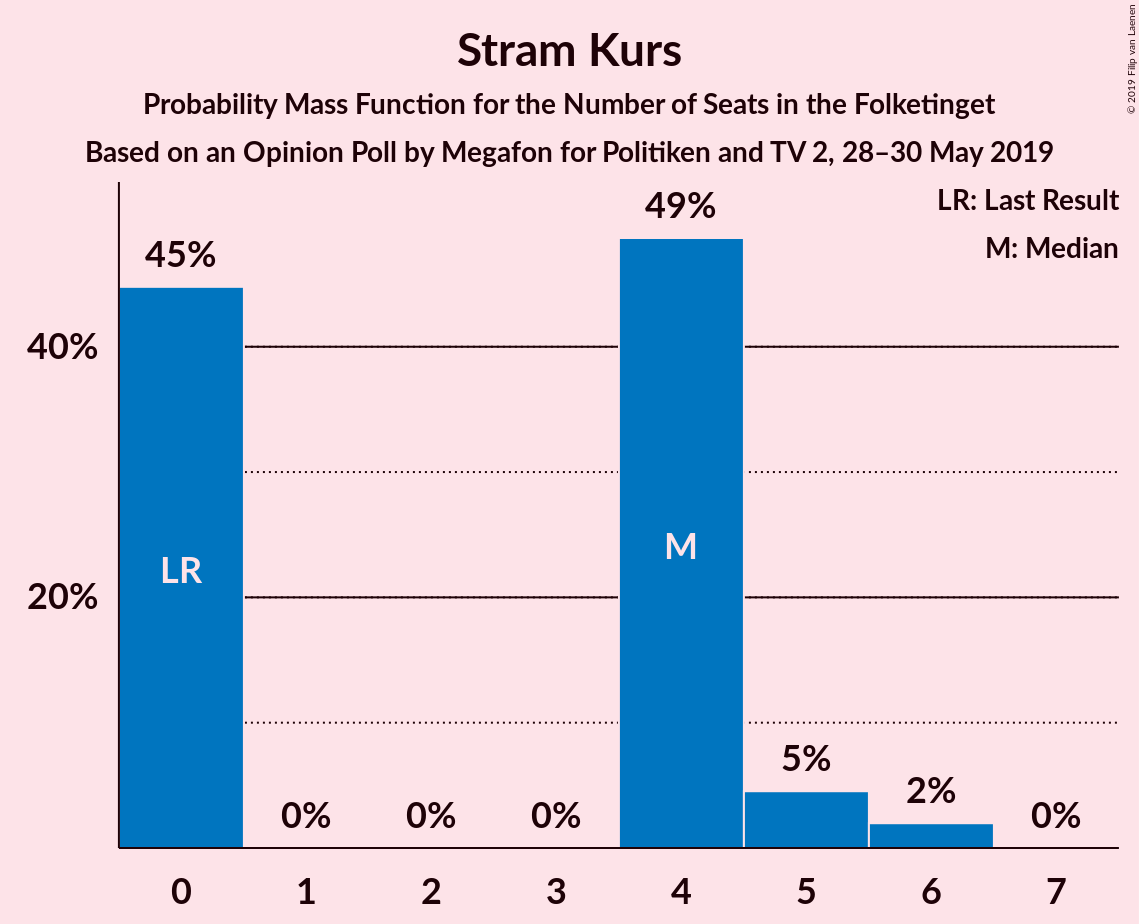 Stram Kurs
Probability Mass Function for the Number of Seats in the Folketinget
Based on an Opinion Poll by Megafon for Politiken and TV 2, 28–30 May 2019
© 2019 Filip van Laenen
LR: Last Result
M: Median
45%
49%
40%
LR
M
20%
5%
2%
0%
0%
0%
0%
0
1
2
3
4
5
6
7